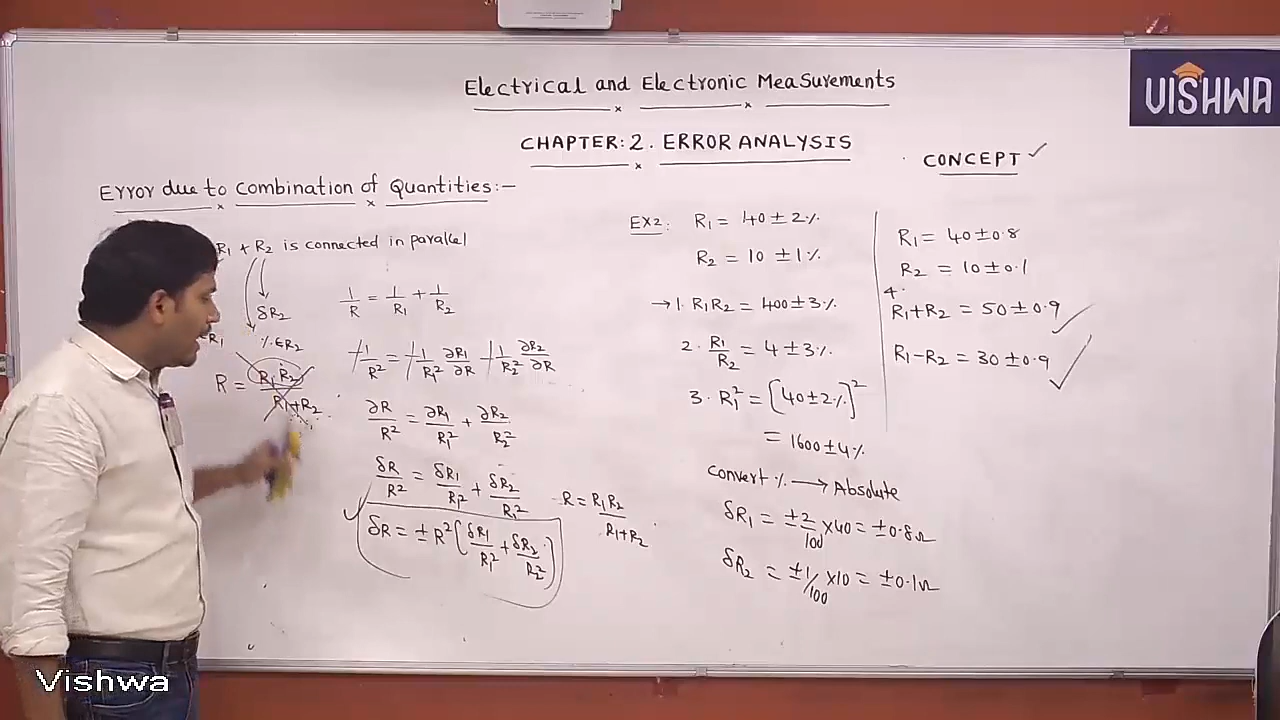 Electrical and Electronic Measurements
VISHWA
CHAPTER: 2. ERROR ANALYSIS
CONCEPT ✓
Error due to Combination of Quantities:-
R₁ + R₂ is connected in parallel
δR₂
R₁
% ϵR₂
R = R₁R₂ / R₁+R₂
1/R = 1/R₁ + 1/R₂
-1/R² = -1/R₁² ∂R₁/∂R -1/R₂² ∂R₂/∂R
∂R/R² = ∂R₁/R₁² + ∂R₂/R₂²
δR/R² = δR₁/R₁² + δR₂/R₂²
δR = ± R² (δR₁/R₁² + δR₂/R₂²)
R = R₁R₂ / R₁+R₂
EX2: R₁ = 40 ± 2%
R₂ = 10 ± 1%
→ 1. R₁R₂ = 400 ± 3%
2. R₁/R₂ = 4 ± 3%
3. R₁² = [40 ± 2%]²
= 1600 ± 4%
Convert % → Absolute
δR₁ = ±2/100 × 40 = ±0.8Ω
δR₂ = ±1/100 × 10 = ±0.1Ω
R₁ = 40 ± 0.8
R₂ = 10 ± 0.1
4.
R₁+R₂ = 50 ± 0.9 ✓
R₁-R₂ = 30 ± 0.9 ✓
Vishwa